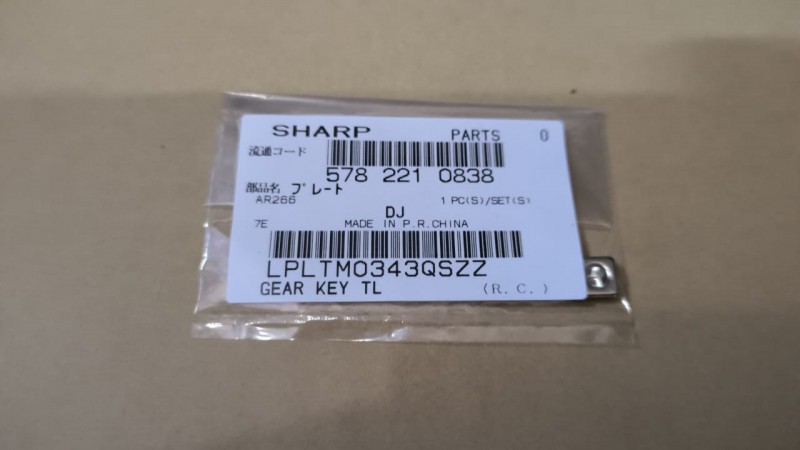 SHARP PARTS 0
流通コード
578 221 0838
部品名 プレート
AR266 1 PC(S)/SET(S)
DJ
7E MADE IN P.R.CHINA
LPLTM0343QSZZ
GEAR KEY TL (R.C.)